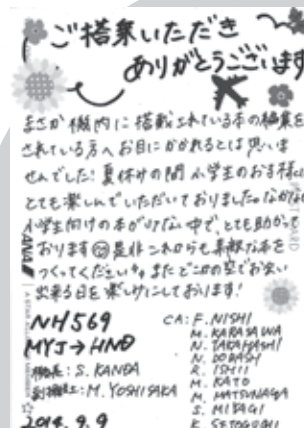 ご搭乗いただき
ありがとうございます
まさか機内に搭載されている本の編集を
されている方へお目にかかれるとは思いま
せんでした! 夏休みの間 小学生のお子様に
とても楽しんでいただいておりました。なかなか
小学生向けの本が少ない中で、とても助かって
おります 是非 これからも素敵な本を
つくってください。またどこかの空でお会い
出来る日を楽しみにしております!
NH569
MYJ→HND
機長: S. KANDA
副操縦士: M. YOSHISAKA
2014. 9. 9
CA: F. NISHI
M. KARASAWA
N. TAKAHASHI
N. DOBASHI
R. ISHII
M. KATO
M. MATSUNAGA
S. MIYAGI
K. SETOGUCHI
ANA